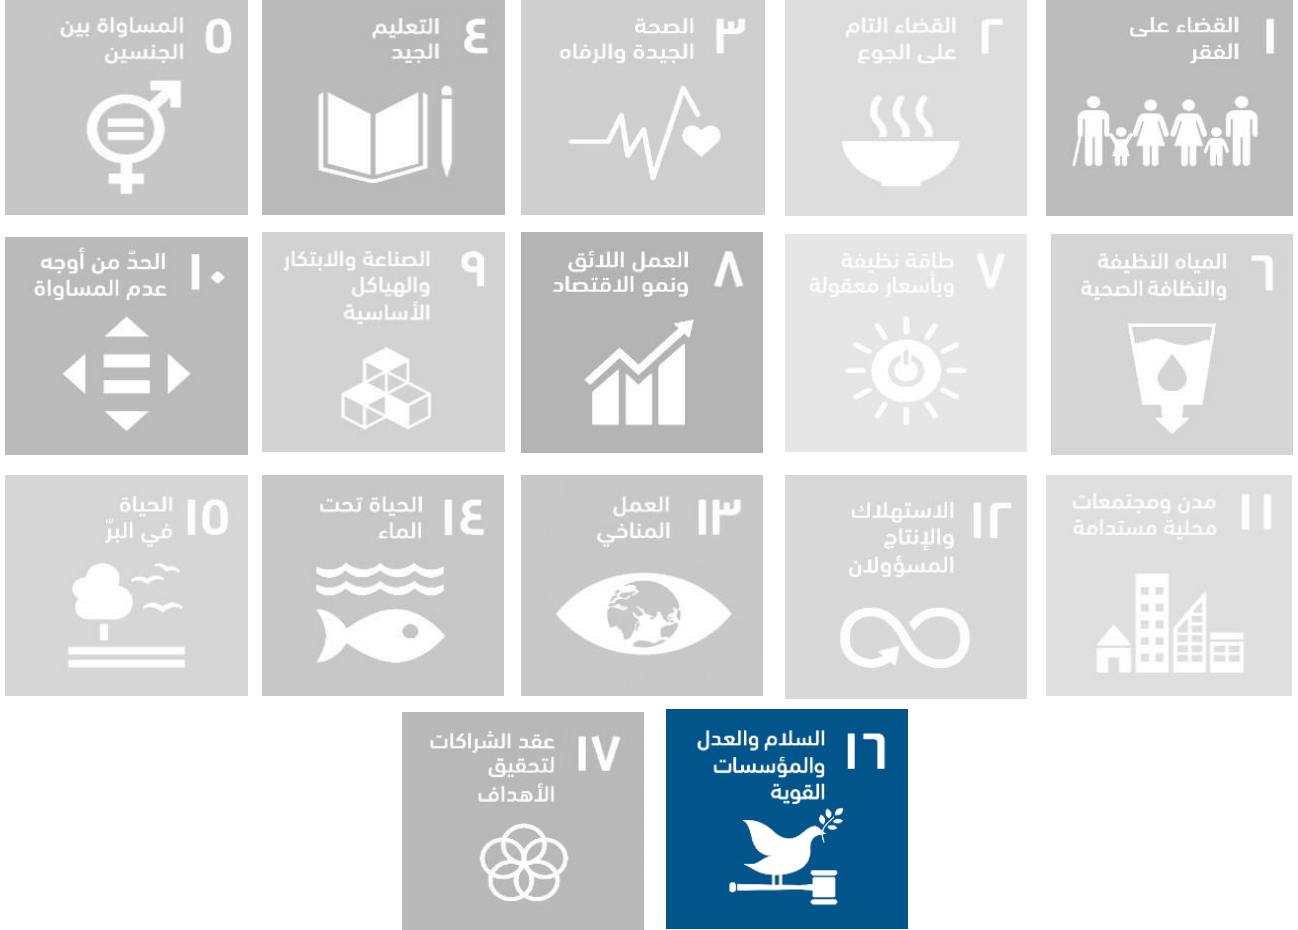 ١ القضاء على
الفقر
٢ القضاء التام
على الجوع
٣ الصحة
الجيدة والرفاه
٤ التعليم
الجيد
٥ المساواة بين
الجنسين
٦ المياه النظيفة
والنظافة الصحية
٧ طاقة نظيفة
وبأسعار معقولة
٨ العمل اللائق
ونمو الاقتصاد
٩ الصناعة والابتكار
والهياكل
الأساسية
١٠ الحدّ من أوجه
عدم المساواة
١١ مدن ومجتمعات
محلية مستدامة
١٢ الاستهلاك
والإنتاج
المسؤولان
١٣ العمل
المناخي
١٤ الحياة تحت
الماء
١٥ الحياة
في البرّ
١٦ السلام والعدل
والمؤسسات
القوية
١٧ عقد الشراكات
لتحقيق
الأهداف